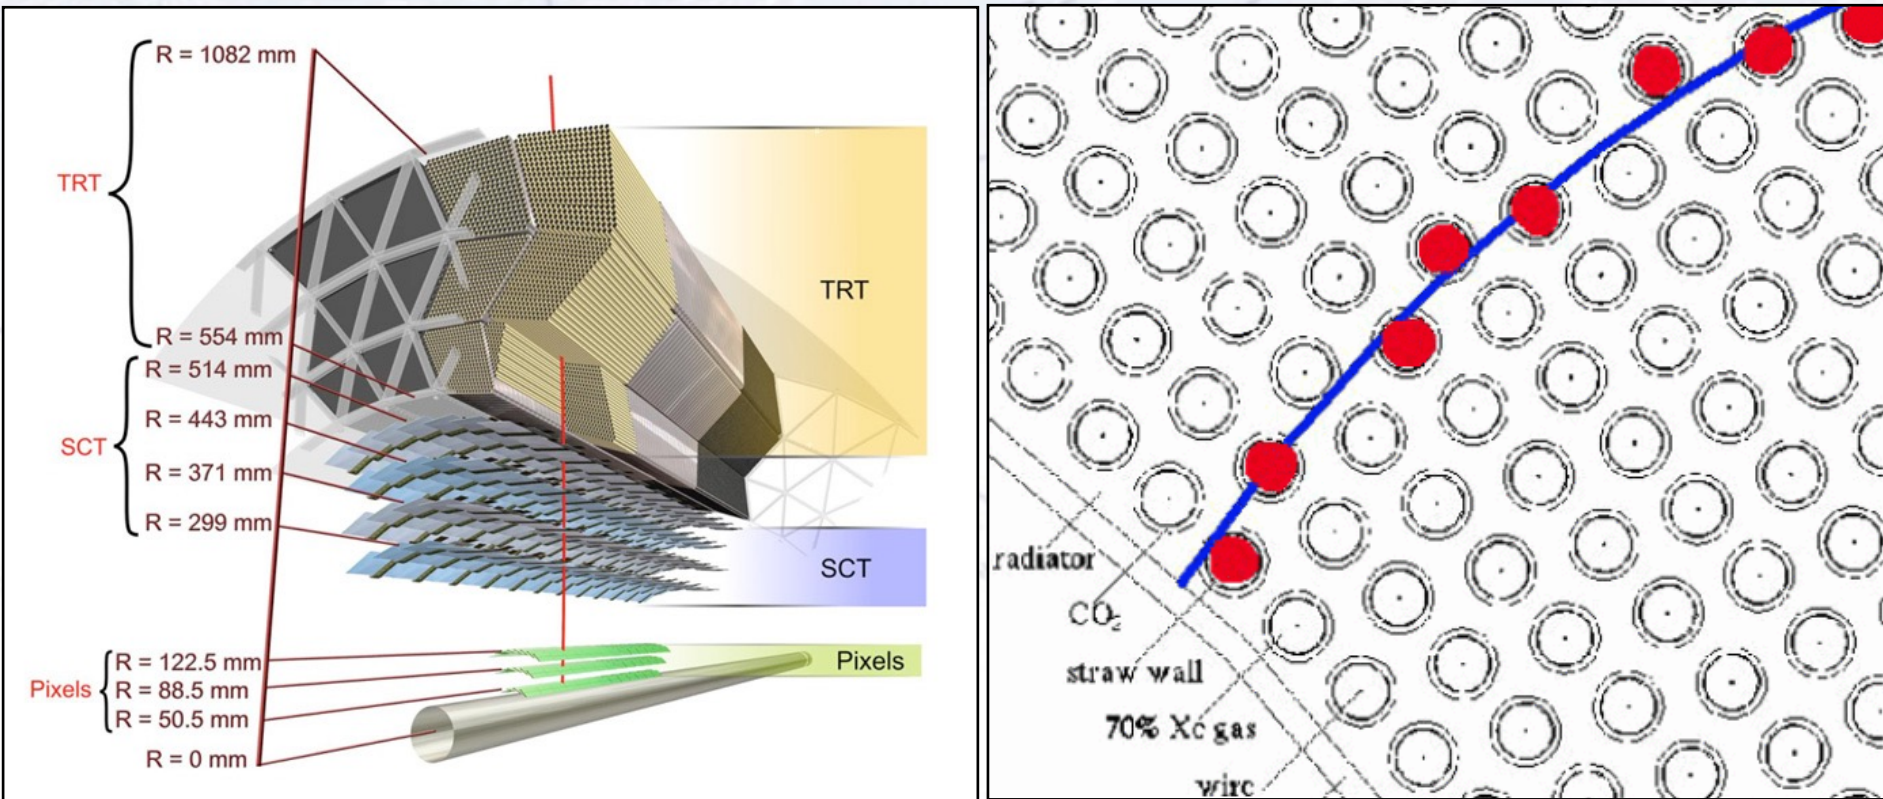 R = 1082 mm
TRT
R = 554 mm
R = 514 mm
R = 443 mm
SCT
R = 371 mm
R = 299 mm
R = 122.5 mm
Pixels
R = 88.5 mm
R = 50.5 mm
R = 0 mm
TRT
SCT
Pixels
radiator
CO₂
straw wall
70% Xe gas
wire